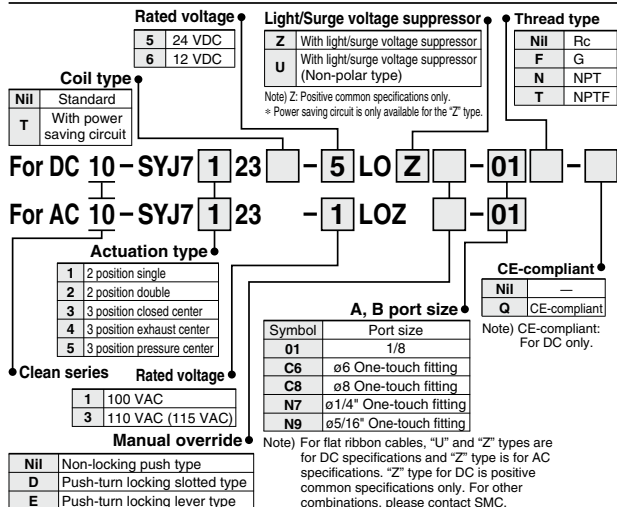 Rated voltage
5 24 VDC
6 12 VDC
Light/Surge voltage suppressor
Z With light/surge voltage suppressor
U With light/surge voltage suppressor (Non-polar type)
Note) Z: Positive common specifications only.
* Power saving circuit is only available for the “Z” type.
Thread type
Nil Rc
F G
N NPT
T NPTF
Coil type
Nil Standard
T With power saving circuit
For DC 10 – SYJ7 1 23 – 5 LO Z – 01 –
For AC 10 – SYJ7 1 23 – 1 LOZ – 01
Actuation type
1 2 position single
2 2 position double
3 3 position closed center
4 3 position exhaust center
5 3 position pressure center
Clean series
Rated voltage
1 100 VAC
3 110 VAC (115 VAC)
Manual override
Nil Non-locking push type
D Push-turn locking slotted type
E Push-turn locking lever type
A, B port size
Symbol Port size
01 1/8
C6 ø6 One-touch fitting
C8 ø8 One-touch fitting
N7 ø1/4" One-touch fitting
N9 ø5/16" One-touch fitting
Note) For flat ribbon cables, “U” and “Z” types are
for DC specifications and “Z” type is for AC
specifications. “Z” type for DC is positive
common specifications only. For other
combinations, please contact SMC.
CE-compliant
Nil —
Q CE-compliant
Note) CE-compliant:
For DC only.